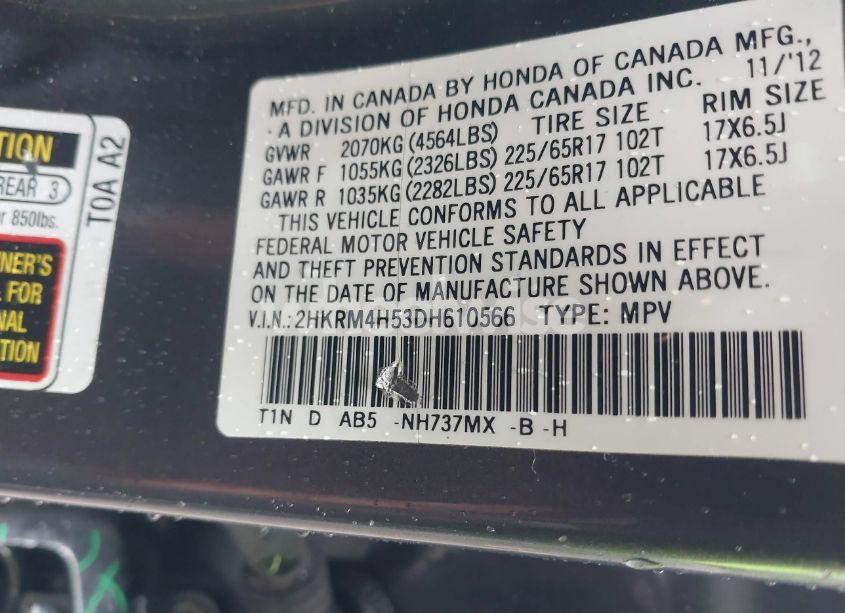 TION
REAR 3
r 850lbs.
NER'S
FOR
NAL
TION
T0A A2
MFD. IN CANADA BY HONDA OF CANADA MFG.,
A DIVISION OF HONDA CANADA INC. 11/'12
TIRE SIZE RIM SIZE
GVWR 2070KG (4564LBS)
GAWR F 1055KG (2326LBS) 225/65R17 102T 17X6.5J
GAWR R 1035KG (2282LBS) 225/65R17 102T 17X6.5J
THIS VEHICLE CONFORMS TO ALL APPLICABLE
FEDERAL MOTOR VEHICLE SAFETY
AND THEFT PREVENTION STANDARDS IN EFFECT
ON THE DATE OF MANUFACTURE SHOWN ABOVE.
V.I.N.:2HKRM4H53DH610566 TYPE: MPV
T1N D AB5 -NH737MX -B -H